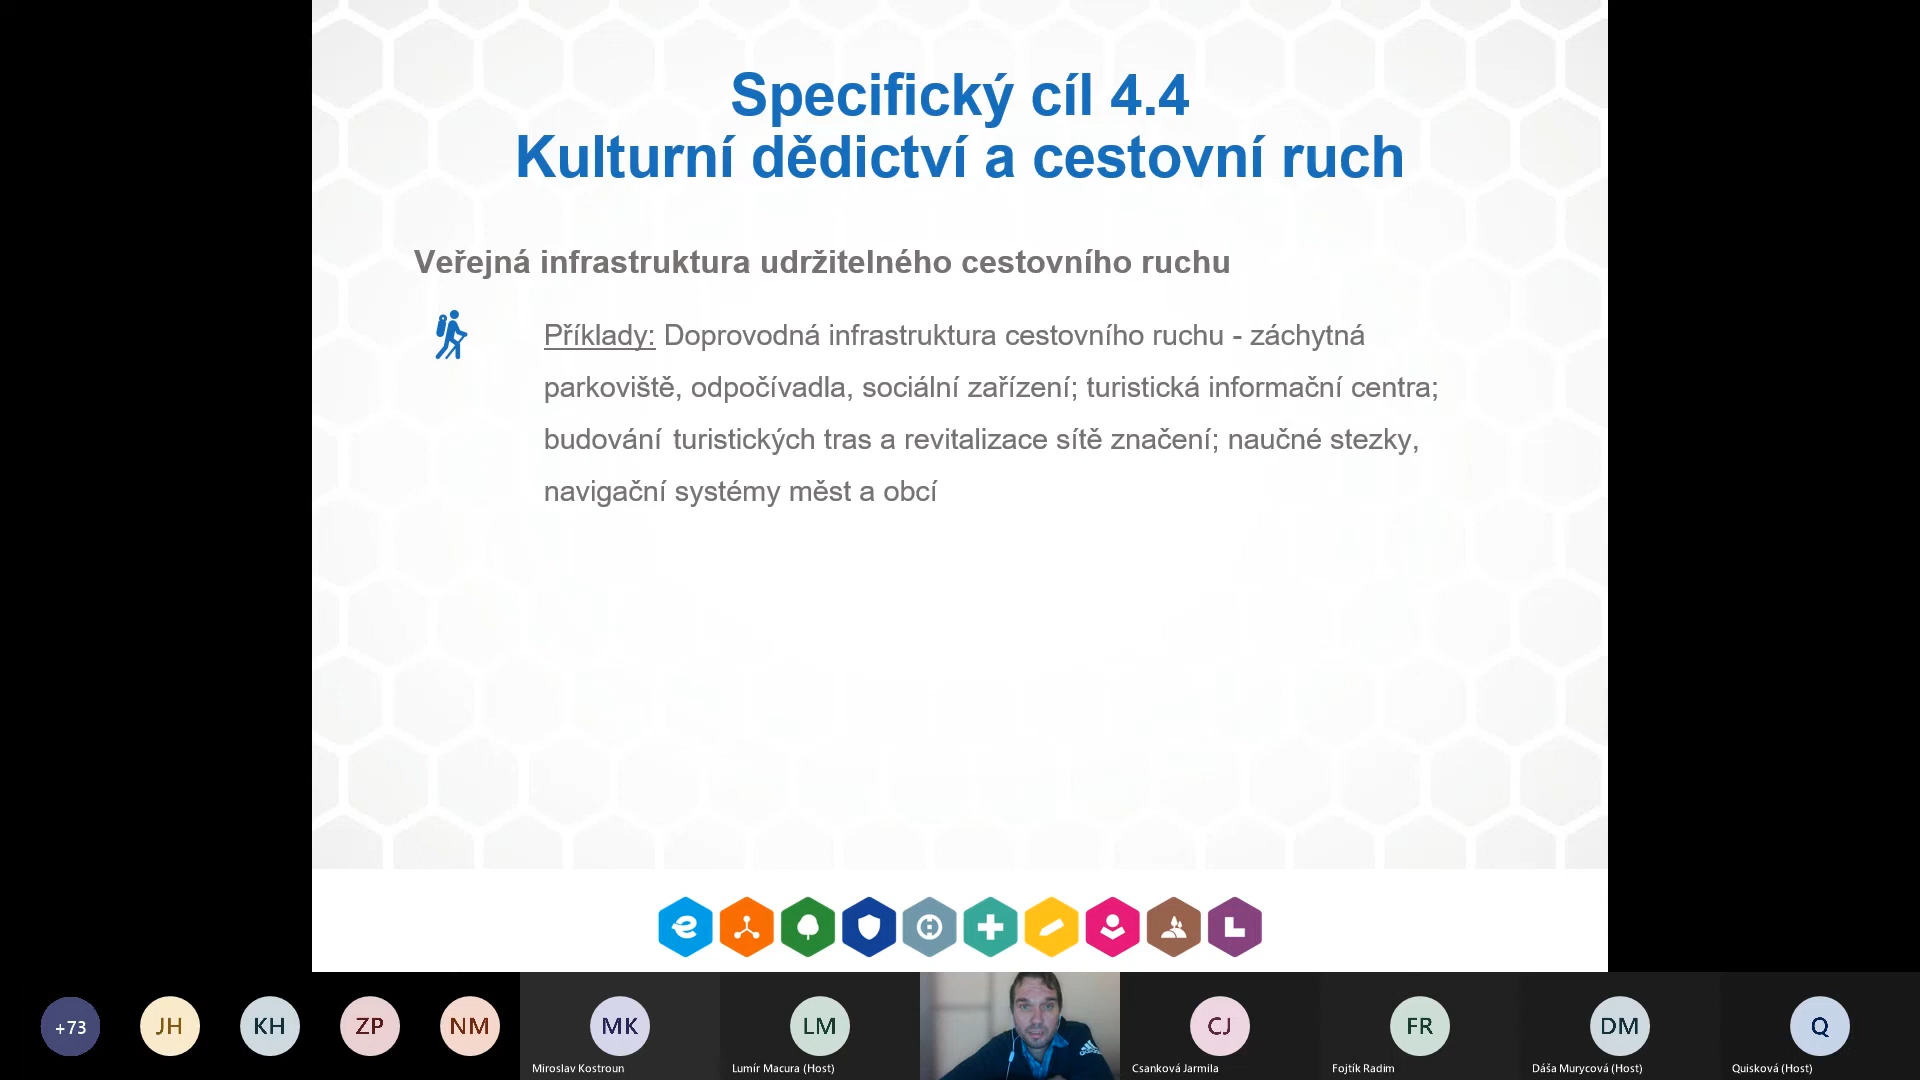 Specifický cíl 4.4
Kulturní dědictví a cestovní ruch
Veřejná infrastruktura udržitelného cestovního ruchu
Příklady: Doprovodná infrastruktura cestovního ruchu - záchytná
parkoviště, odpočívadla, sociální zařízení; turistická informační centra;
budování turistických tras a revitalizace sítě značení; naučné stezky,
navigační systémy měst a obcí
+73
JH
KH
ZP
NM
MK
LM
CJ
FR
DM
Q
Miroslav Kostroun
Lumír Macura (Host)
adidas
Csanková Jarmila
Fojtík Radim
Dáša Murycová (Host)
Quisková (Host)